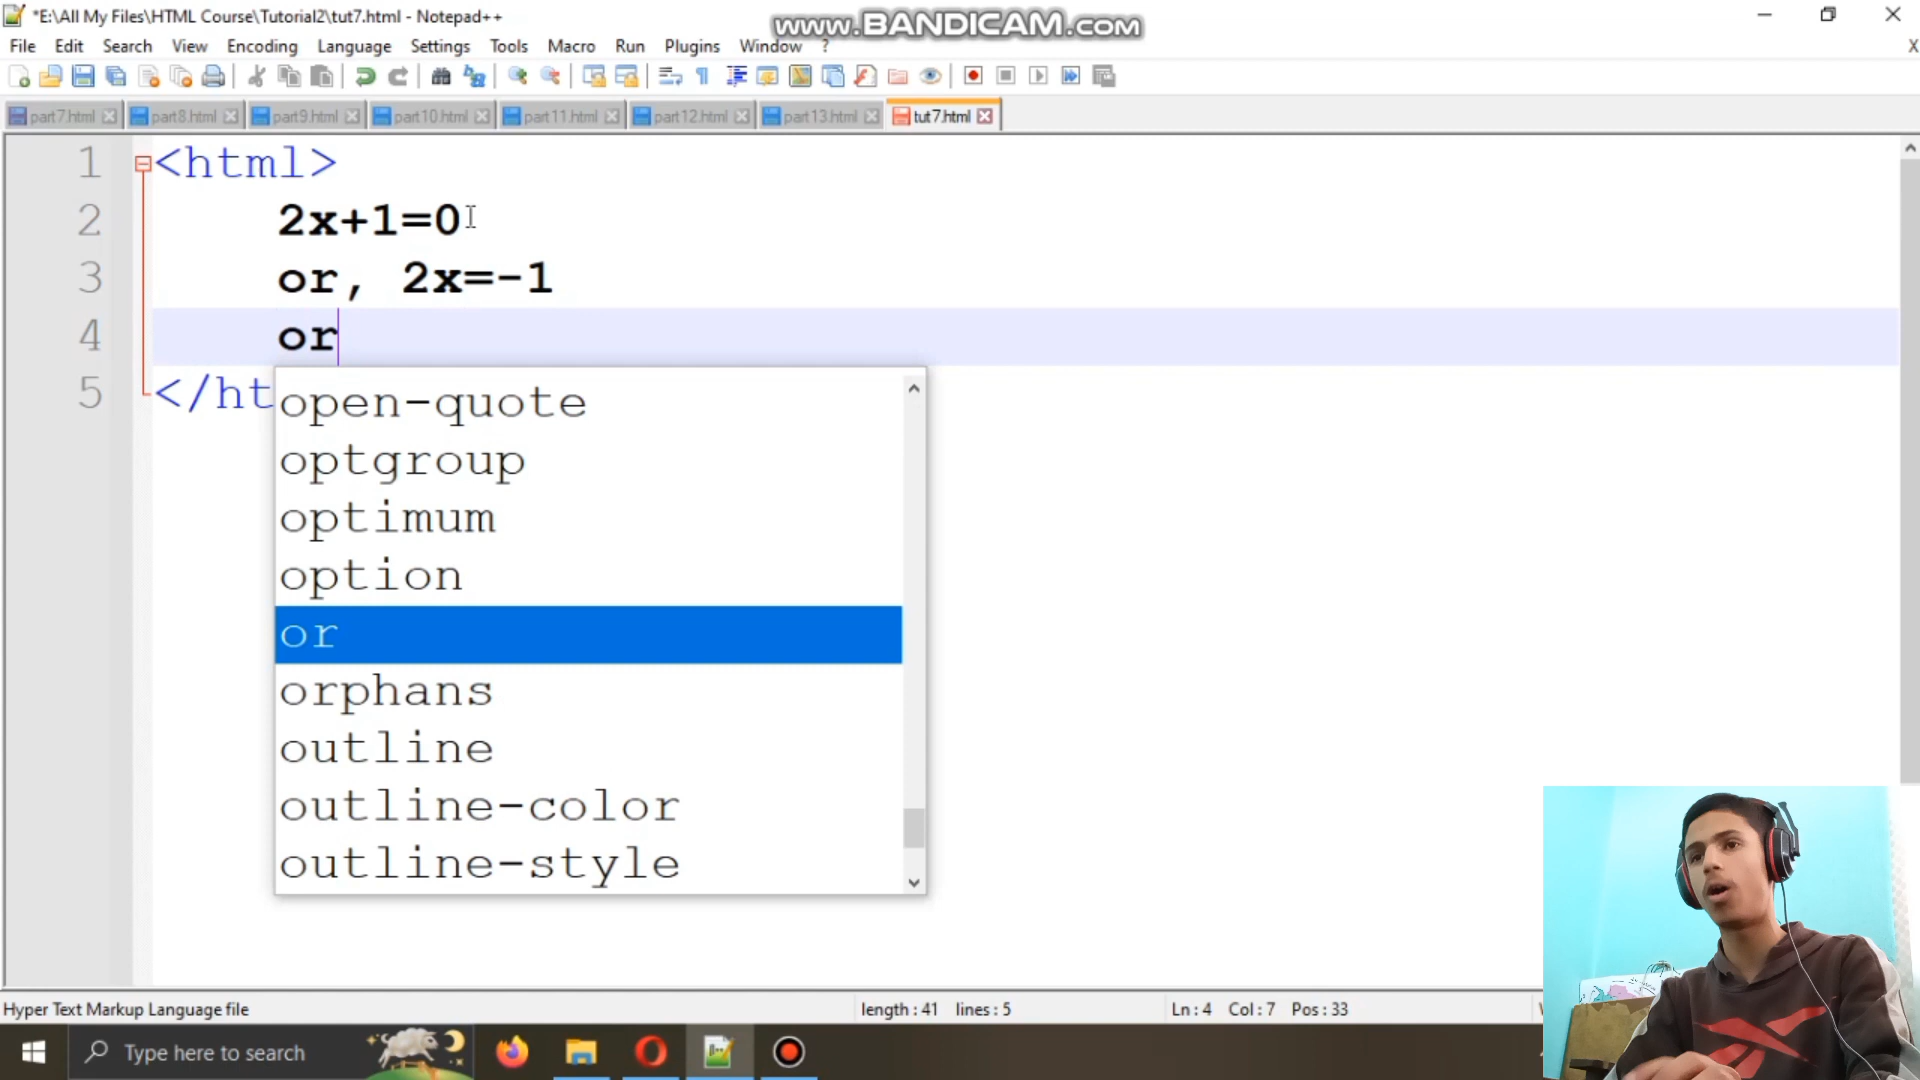 *E:\All My Files\HTML Course\Tutorial2\tut7.html - Notepad++
www.BANDICAM.com
File Edit Search View Encoding Language Settings Tools Macro Run Plugins Window ? X
part7.html part8.html part9.html part10.html part11.html part12.html part13.html tut7.html
1 <html>
2 2x+1=0
3 or, 2x=-1
4 or
5 </ht
open-quote
optgroup
optimum
option
or
orphans
outline
outline-color
outline-style
Hyper Text Markup Language file length : 41 lines : 5 Ln : 4 Col : 7 Pos : 33
Type here to search